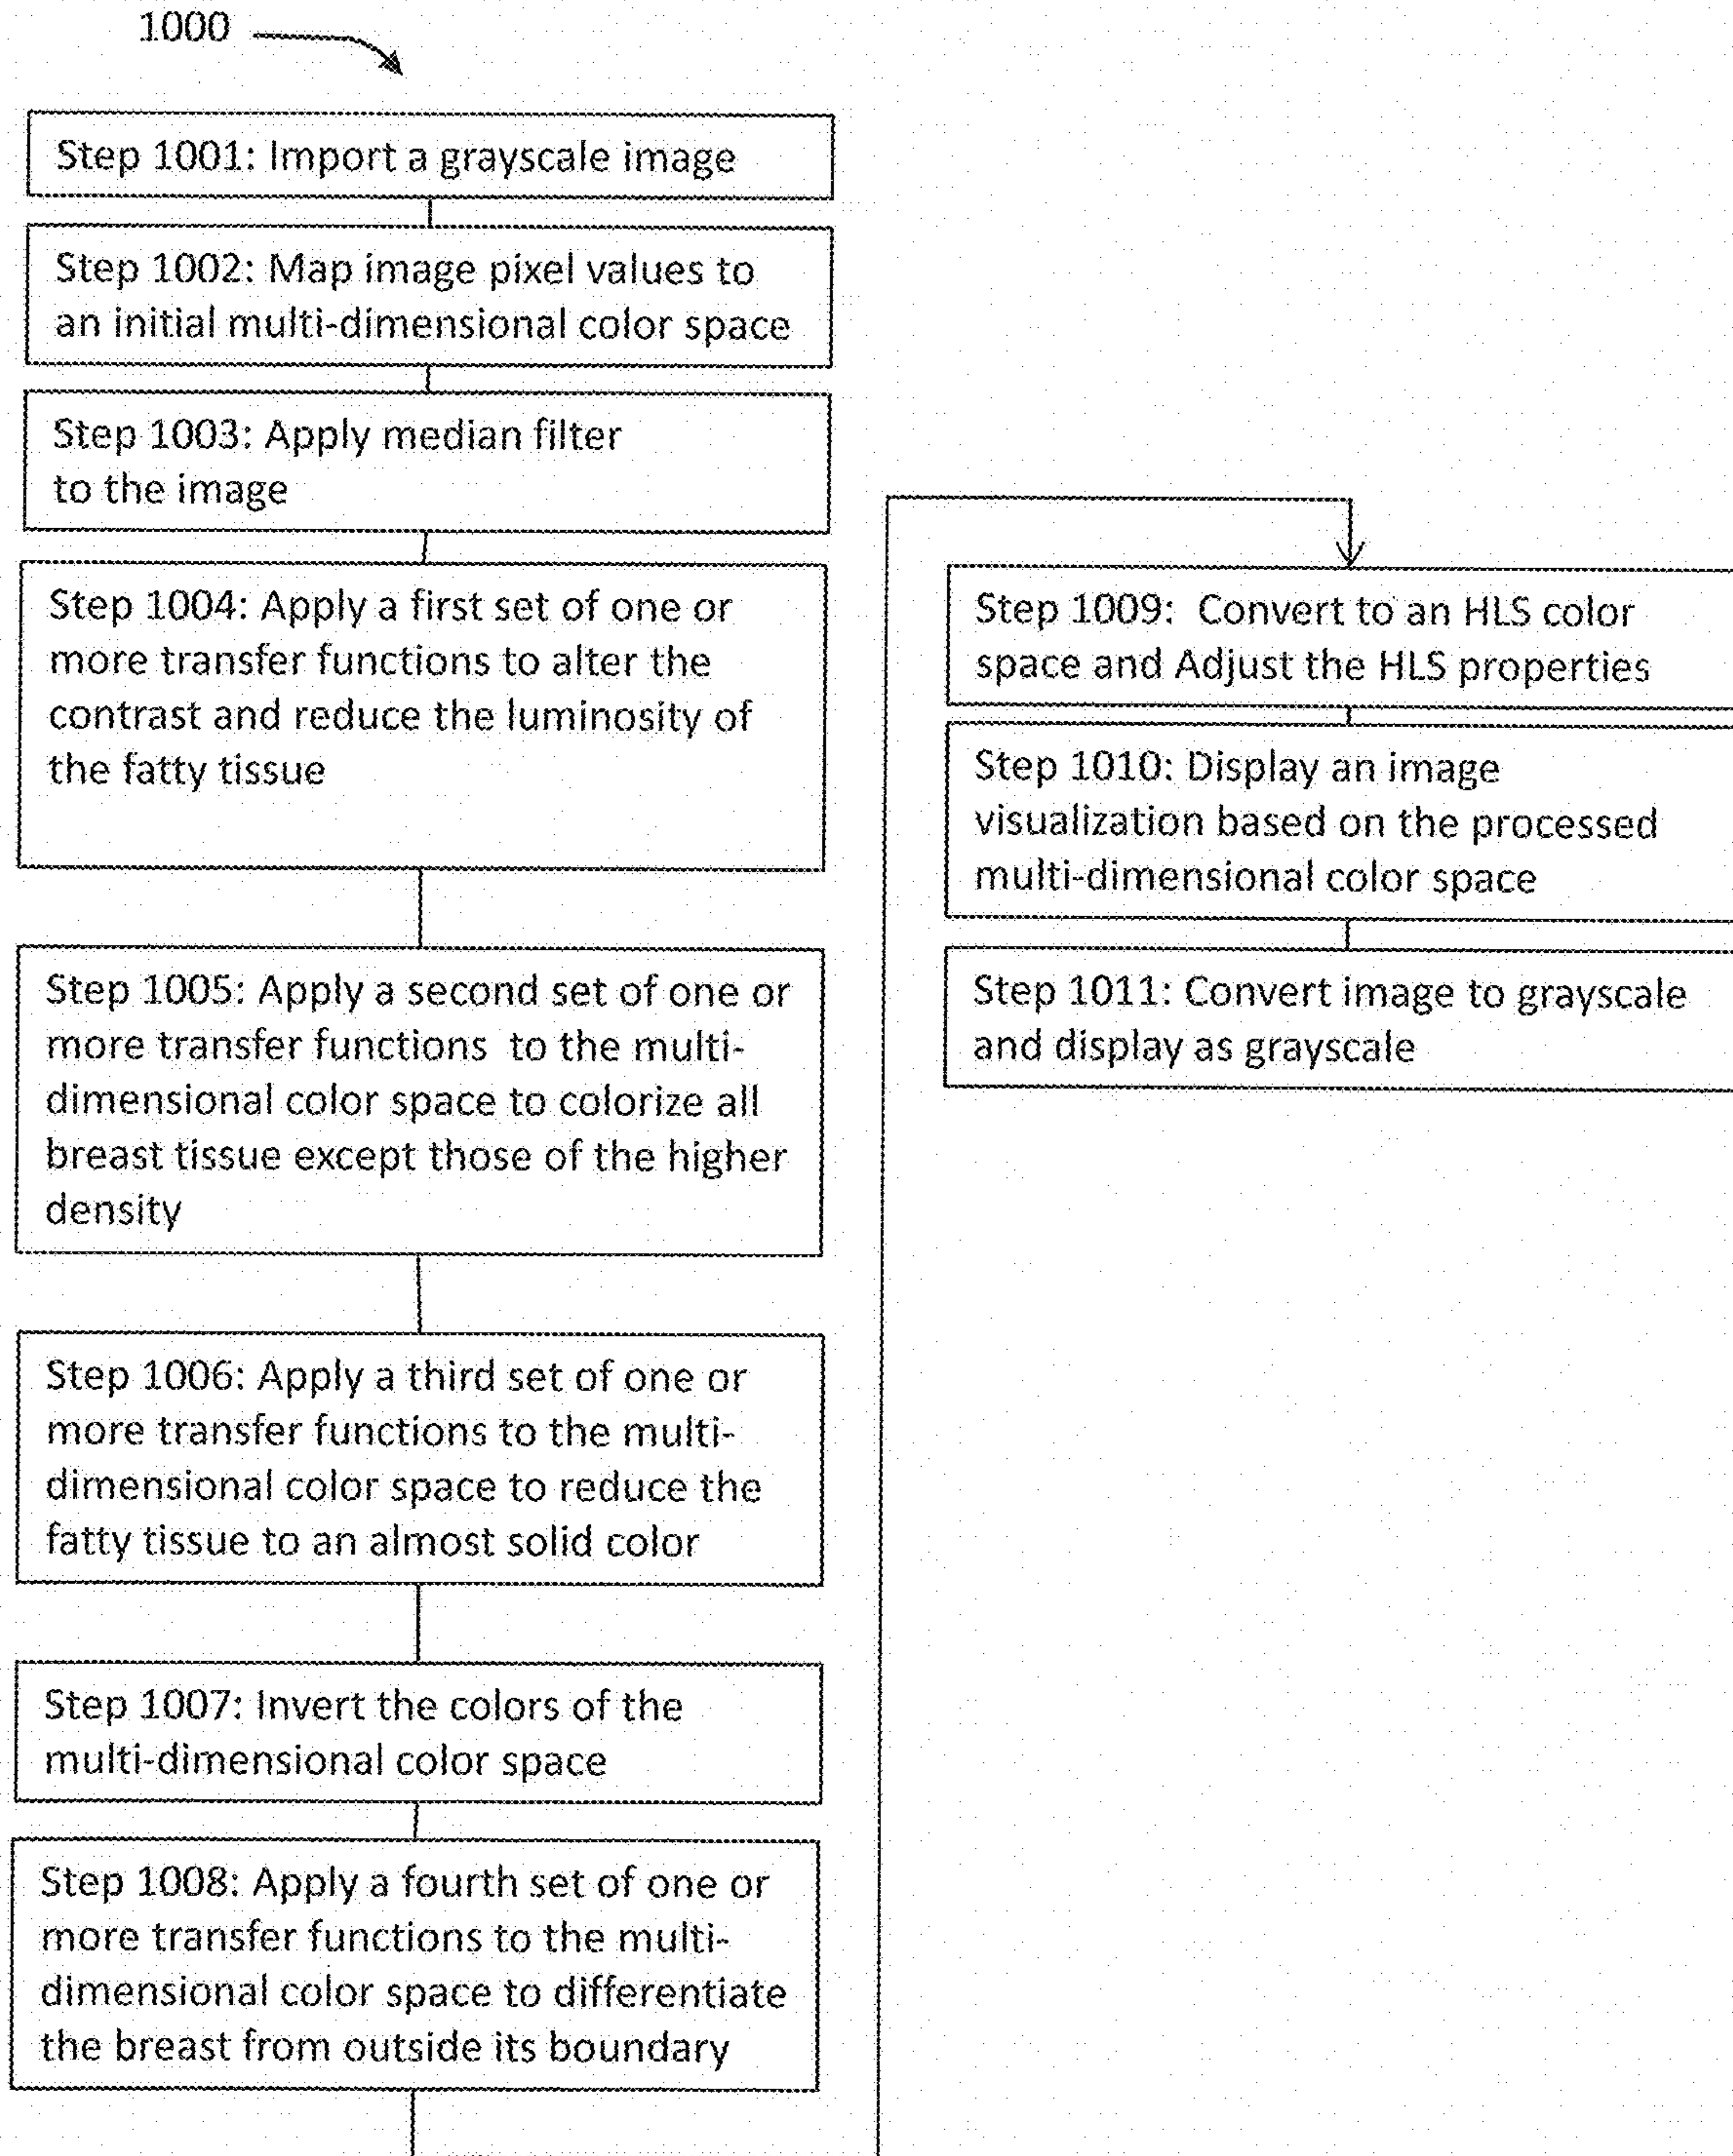 1000
Step 1001: Import a grayscale image
Step 1002: Map image pixel values to
an initial multi-dimensional color space
Step 1003: Apply median filter
to the image
Step 1004: Apply a first set of one or
more transfer functions to alter the
contrast and reduce the luminosity of
the fatty tissue
Step 1005: Apply a second set of one or
more transfer functions to the multi-
dimensional color space to colorize all
breast tissue except those of the higher
density
Step 1006: Apply a third set of one or
more transfer functions to the multi-
dimensional color space to reduce the
fatty tissue to an almost solid color
Step 1007: Invert the colors of the
multi-dimensional color space
Step 1008: Apply a fourth set of one or
more transfer functions to the multi-
dimensional color space to differentiate
the breast from outside its boundary
Step 1009: Convert to an HLS color
space and Adjust the HLS properties
Step 1010: Display an image
visualization based on the processed
multi-dimensional color space
Step 1011: Convert image to grayscale
and display as grayscale